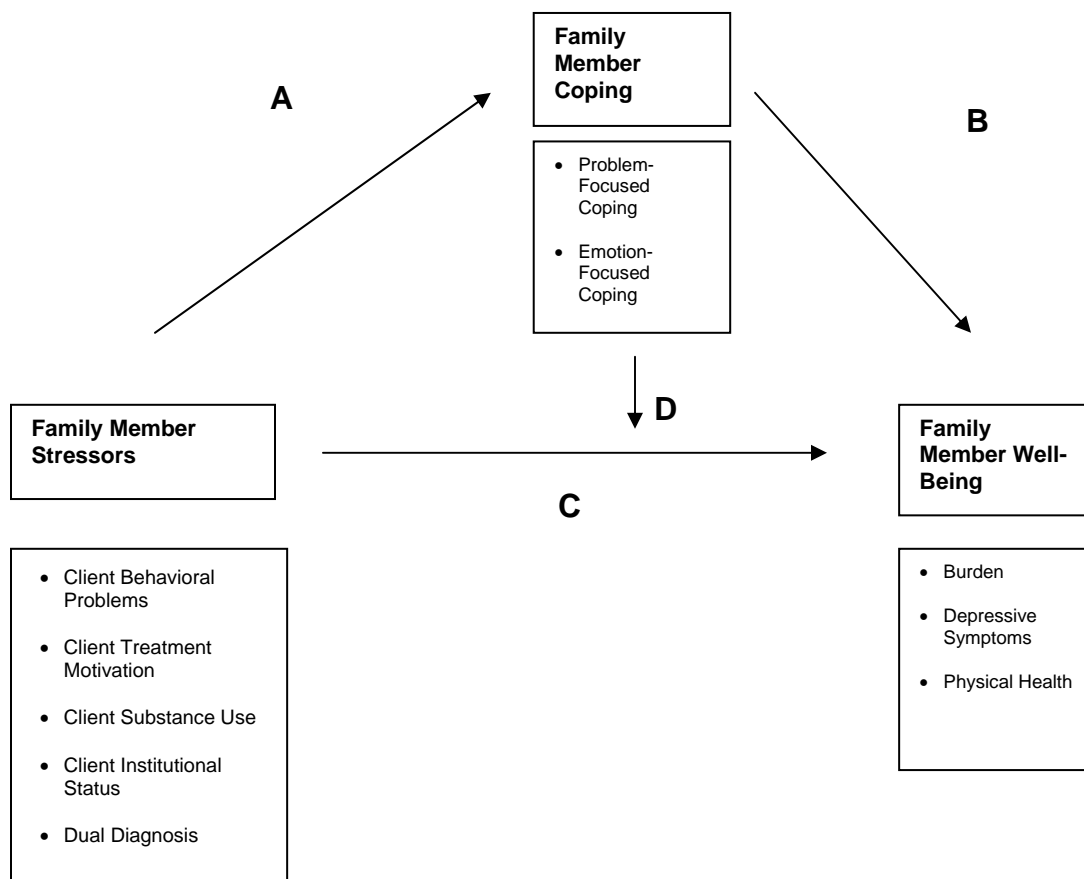 Family
Member
Coping
A
B
• Problem-
Focused
Coping
• Emotion-
Focused
Coping
D
Family Member
Stressors
Family
Member Well-
Being
C
• Client Behavioral
Problems
• Client Treatment
Motivation
• Client Substance Use
• Client Institutional
Status
• Dual Diagnosis
• Burden
• Depressive
Symptoms
• Physical Health